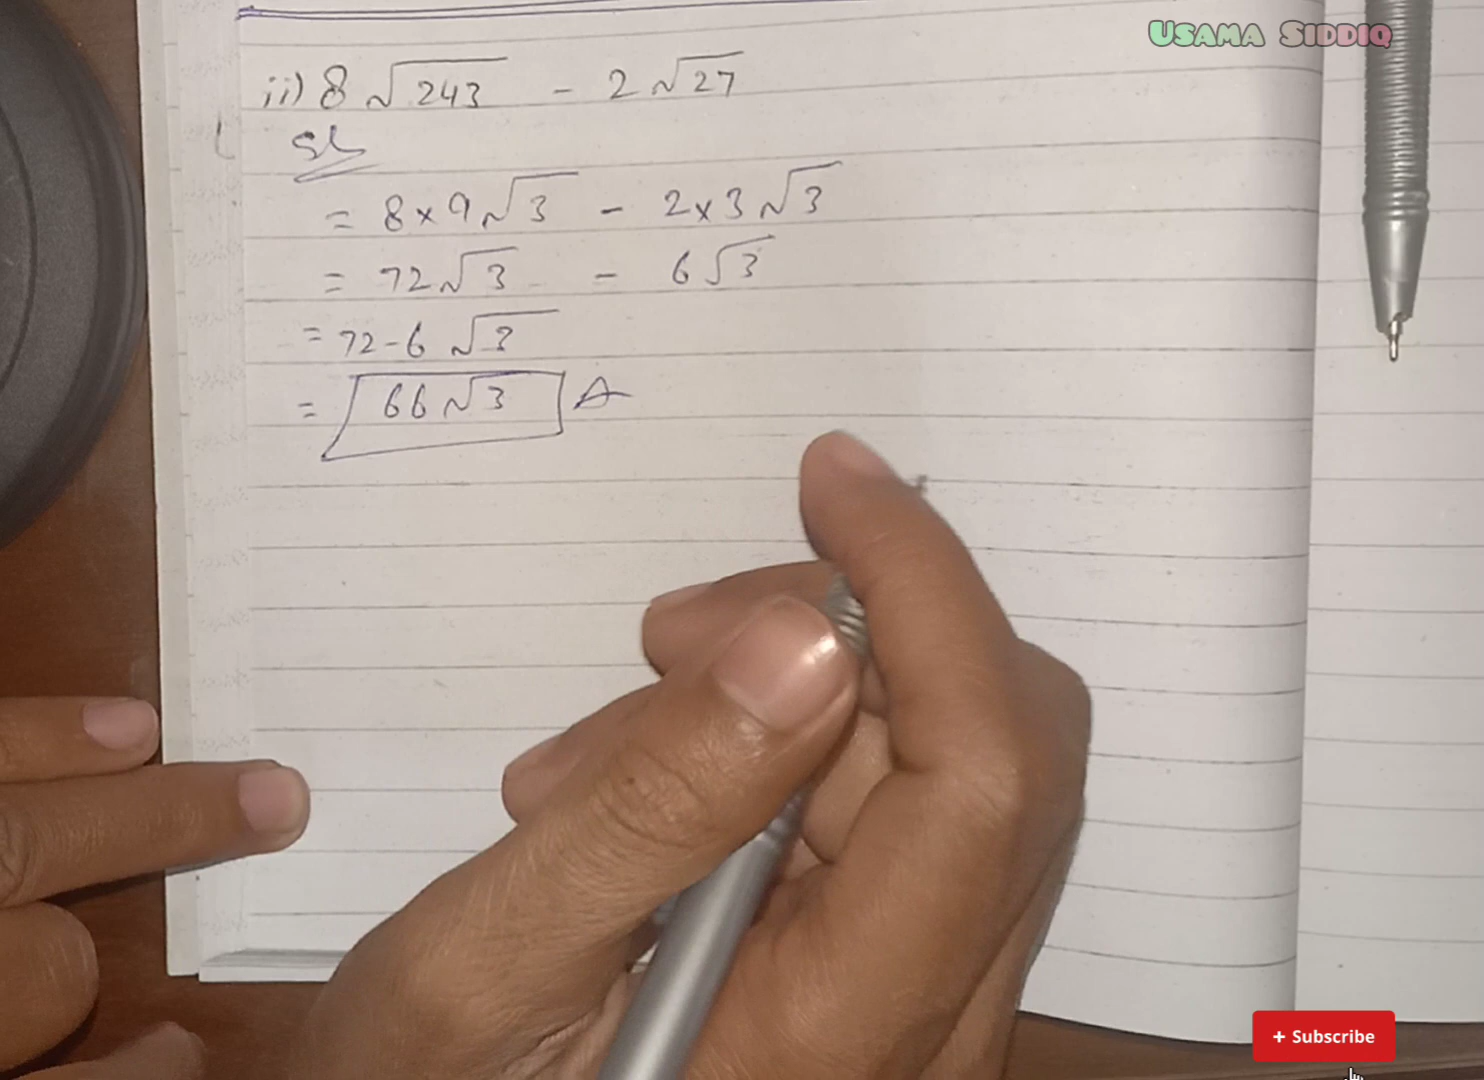 Usama Siddiq
ii) 8 √243 - 2 √27
= 8 × 9 √3 - 2 × 3 √3
= 72 √3 - 6 √3
= 72 - 6 √3
= 66 √3 A
+ Subscribe